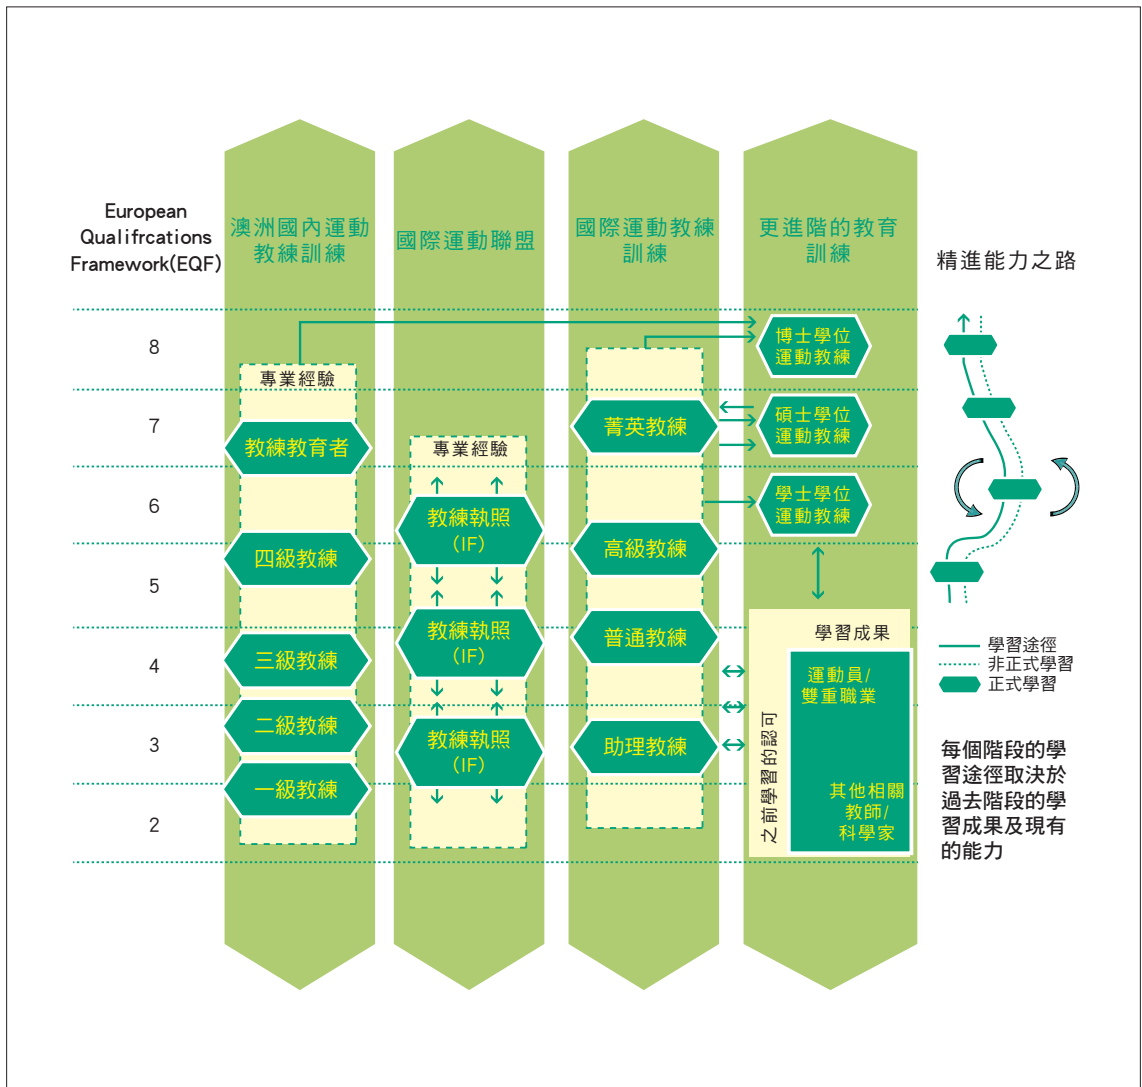 European
Qualifrcations
Framework(EQF)
澳洲國內運動
教練訓練
國際運動聯盟
國際運動教練
訓練
更進階的教育
訓練
精進能力之路
8
7
6
5
4
3
2
專業經驗
教練教育者
四級教練
三級教練
二級教練
一級教練
專業經驗
教練執照
(IF)
教練執照
(IF)
教練執照
(IF)
菁英教練
高級教練
普通教練
助理教練
博士學位
運動教練
碩士學位
運動教練
學士學位
運動教練
學習成果
之前學習的認可
運動員/
雙重職業
其他相關
教師/
科學家
學習途徑
非正式學習
正式學習
每個階段的學
習途徑取決於
過去階段的學
習成果及現有
的能力